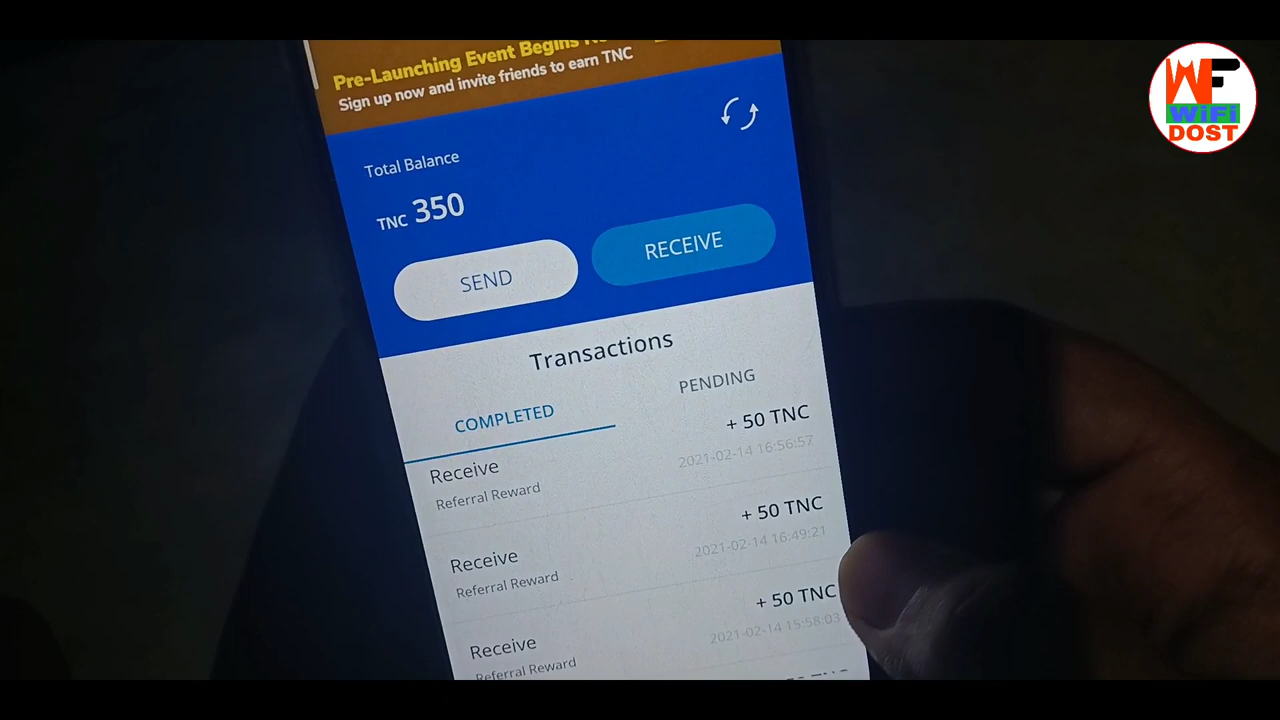 WF
WiFi
DOST
Pre-Launching Event Begins
Sign up now and invite friends to earn TNC
Total Balance
TNC 350
SEND
RECEIVE
Transactions
COMPLETED
PENDING
+ 50 TNC
Receive
2021-02-14 16:56:57
Referral Reward
+ 50 TNC
Receive
2021-02-14 16:49:21
Referral Reward
+ 50 TNC
Receive
2021-02-14 15:58:03
Referral Reward